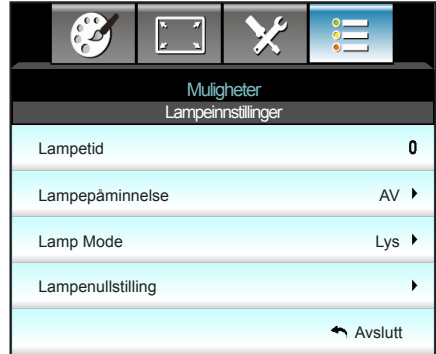 Muligheter
Lampeinnstillinger
Lampetid 0
Lampepåminnelse AV
Lamp Mode Lys
Lampenullstilling
Avslutt